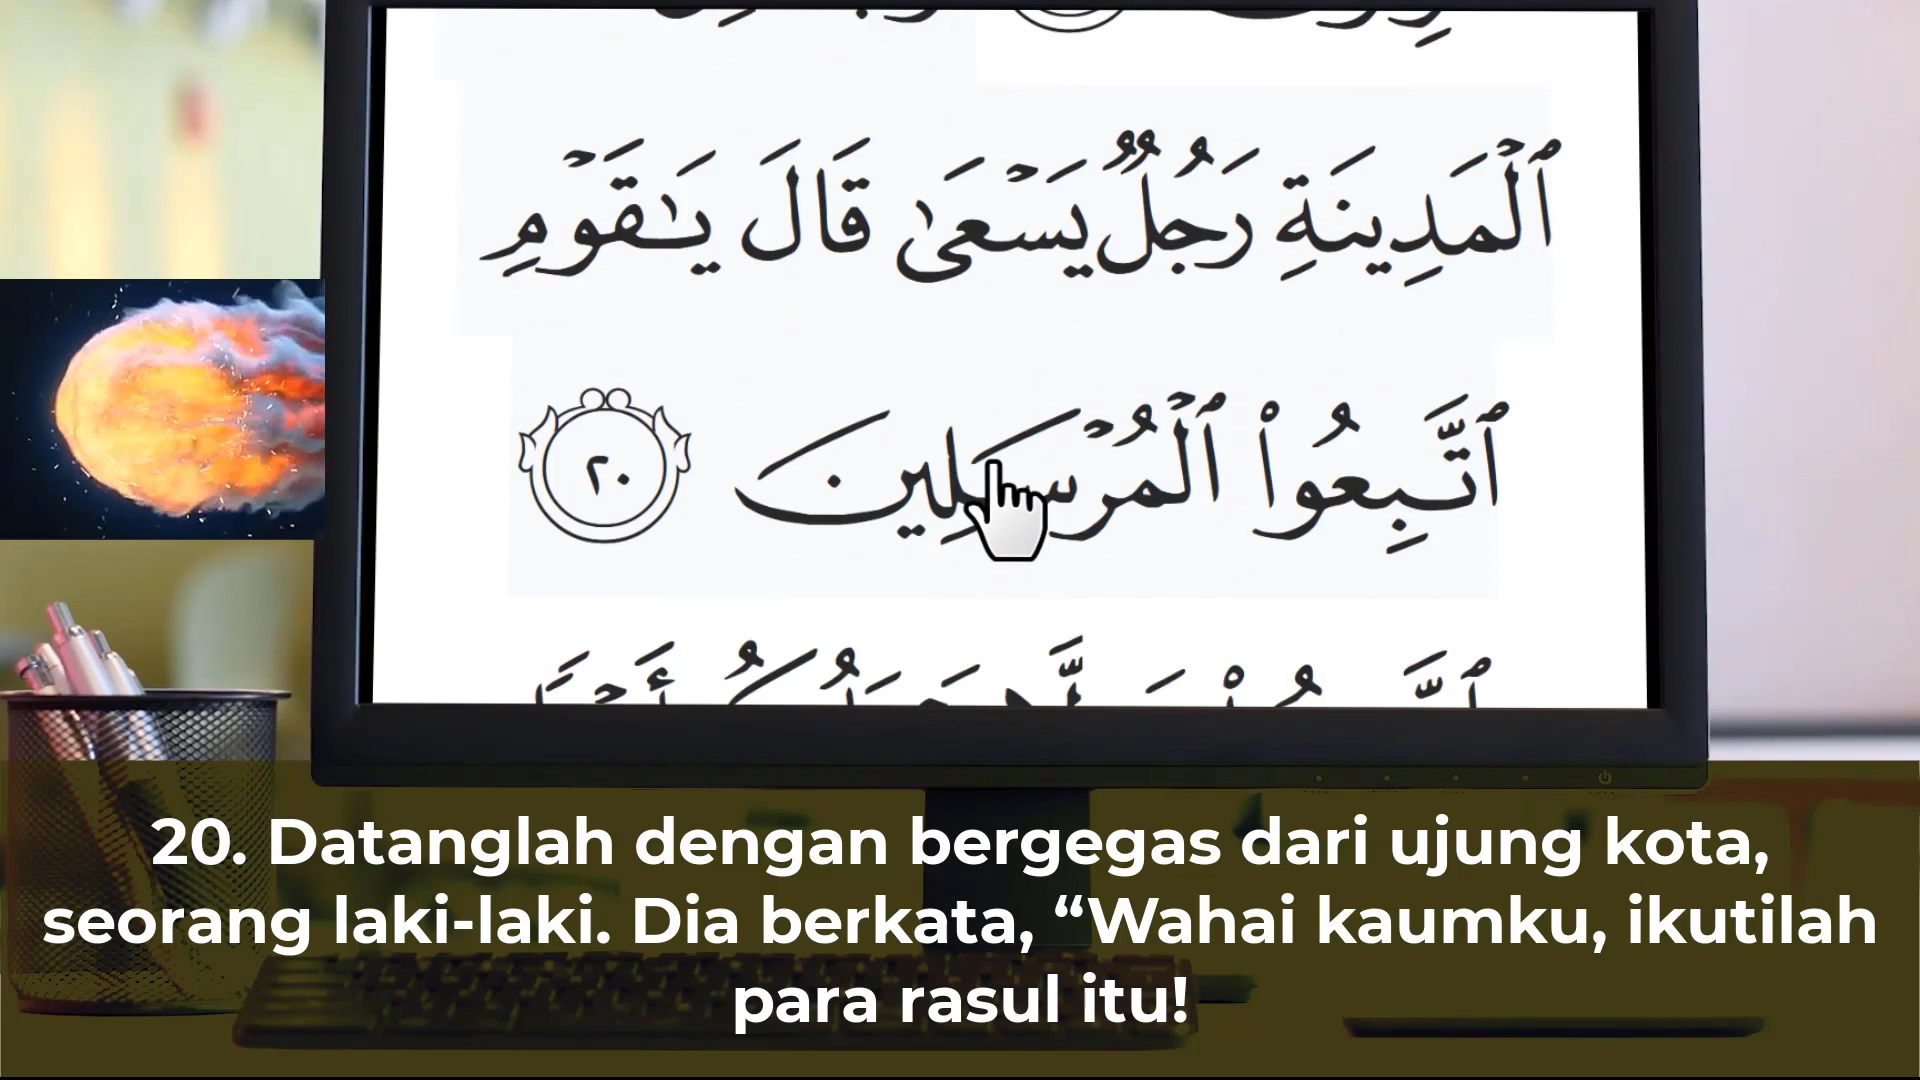 ٱلۡمَدِينَةِ رَجُلٌ يَسۡعَىٰ قَالَ يَٰقَوۡمِ
ٱتَّبِعُواْ ٱلۡمُرۡسَلِينَ ٢٠
20. Datanglah dengan bergegas dari ujung kota,
seorang laki-laki. Dia berkata, “Wahai kaumku, ikutilah
para rasul itu!